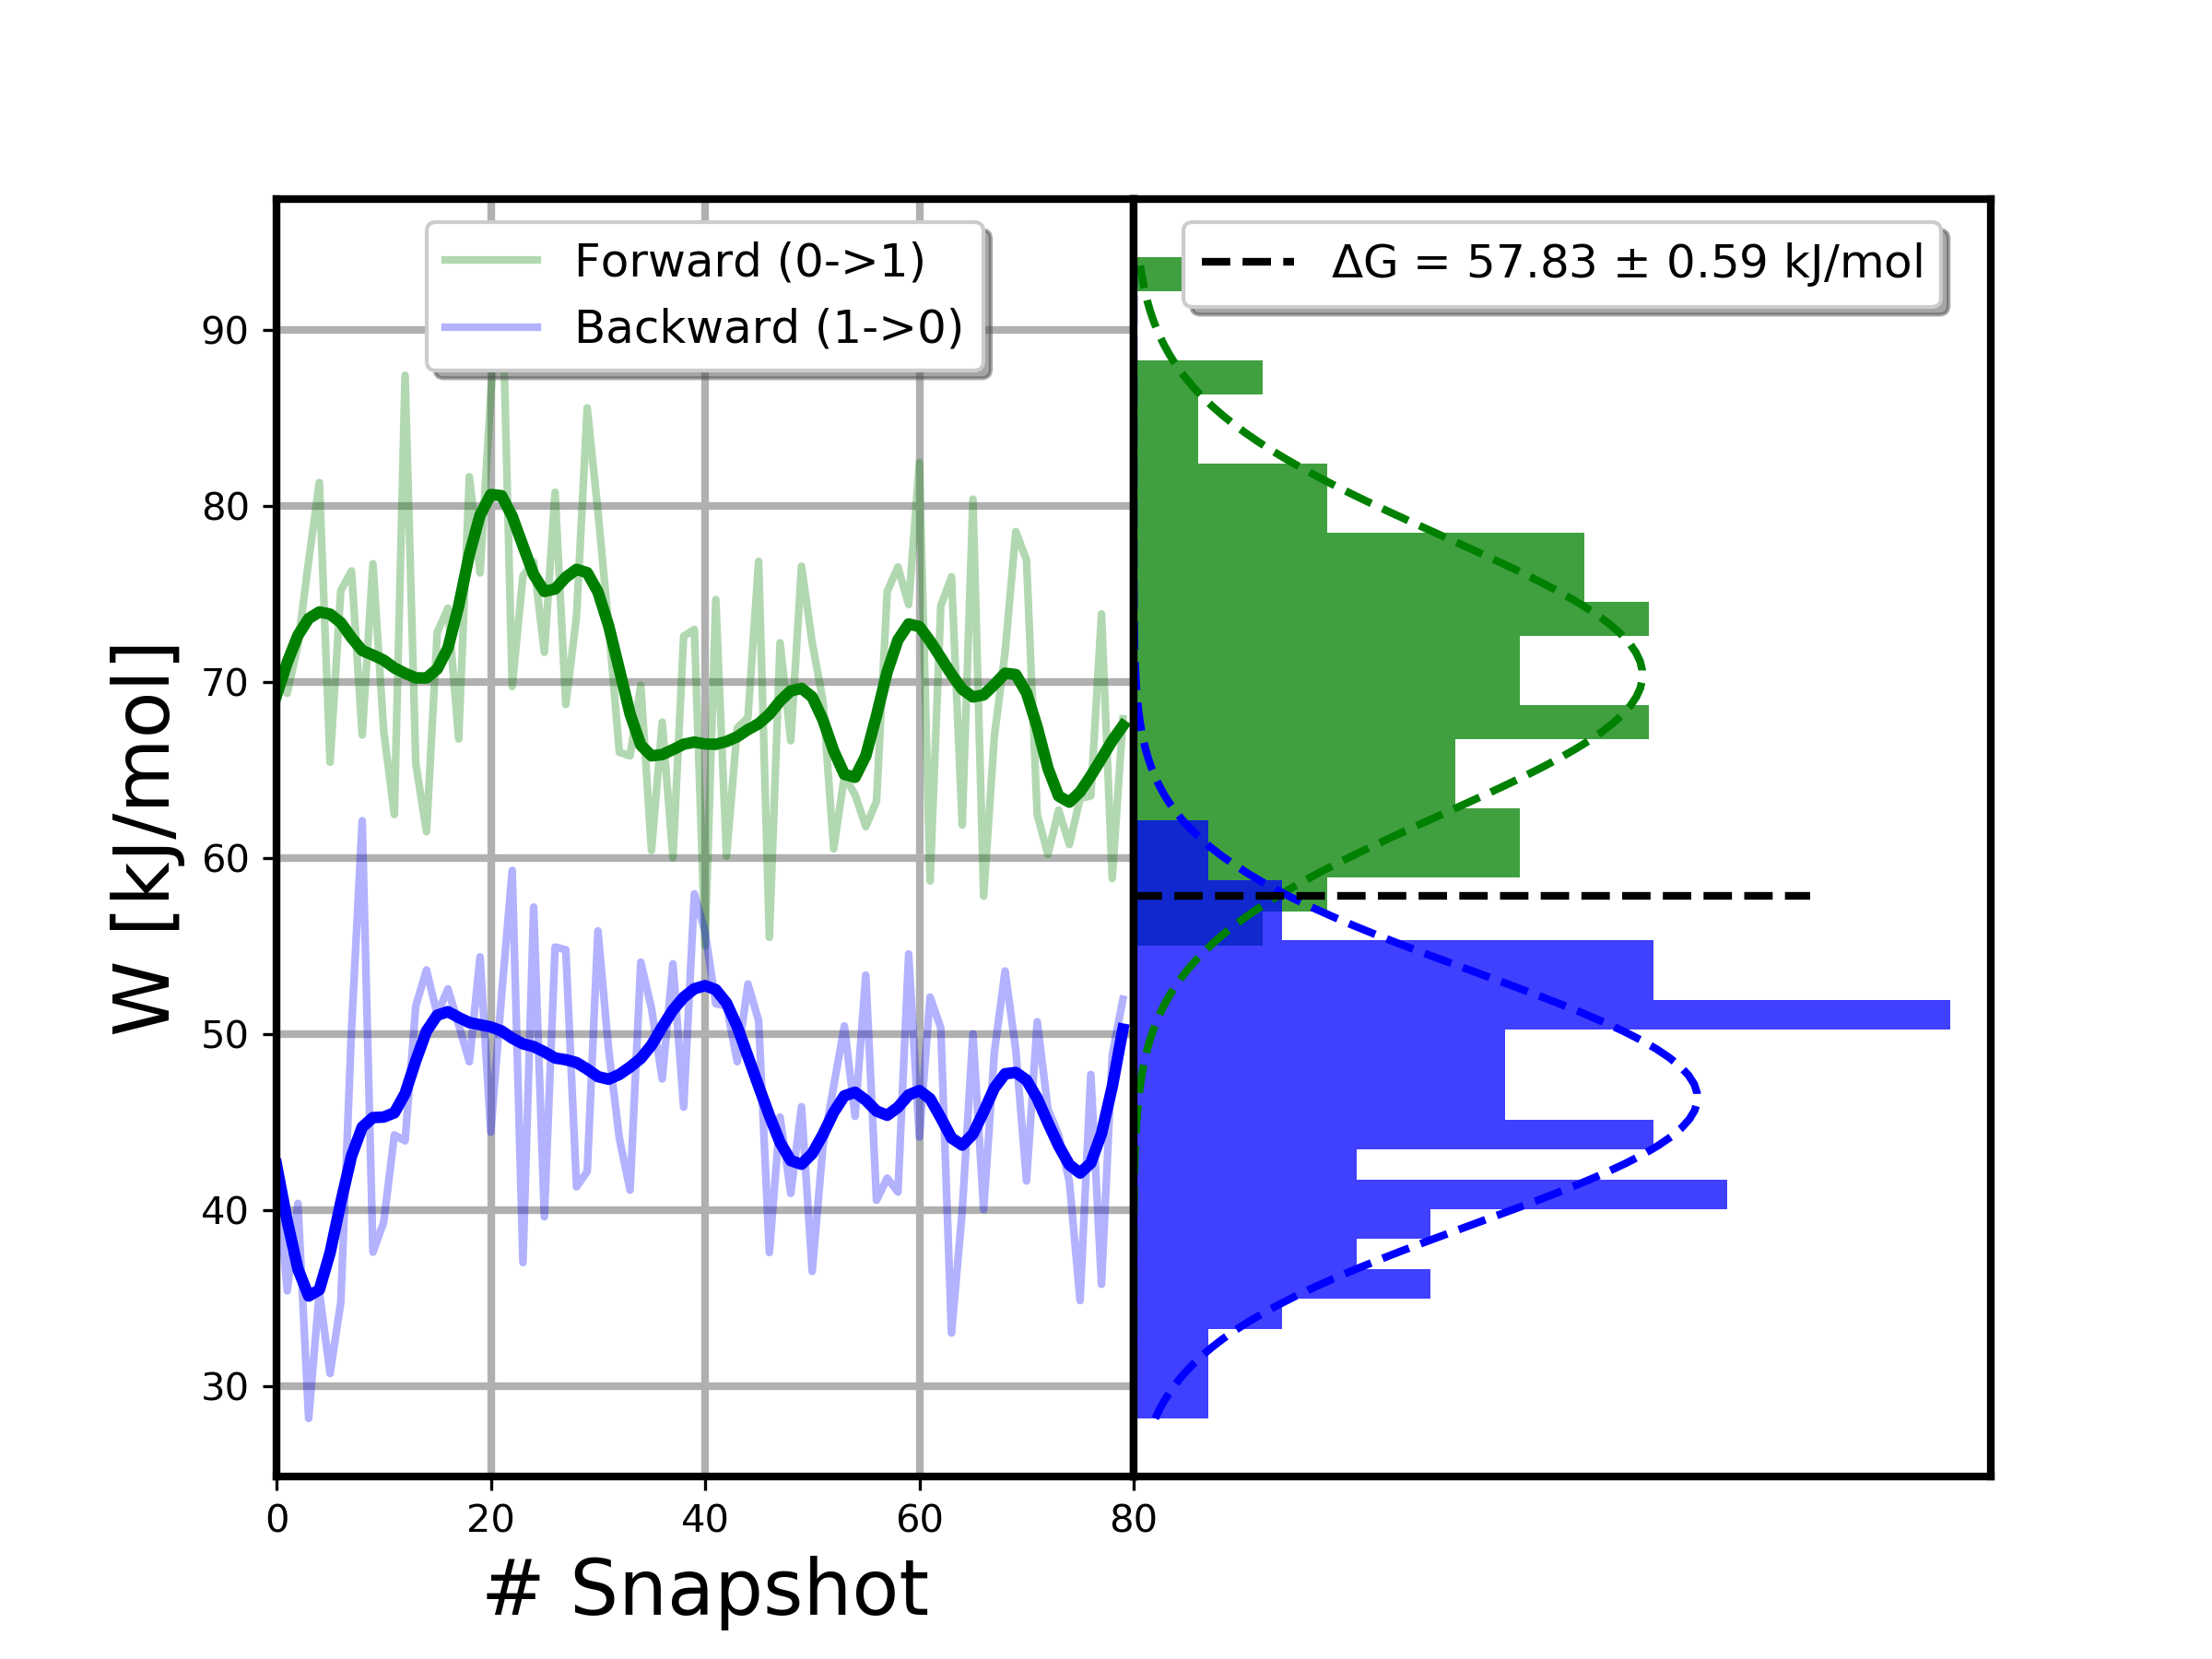 Forward (0->1)
Backward (1->0)
ΔG = 57.83 ± 0.59 kJ/mol
90
80
70
60
50
40
30
W [kJ/mol]
0 20 40 60 80
# Snapshot